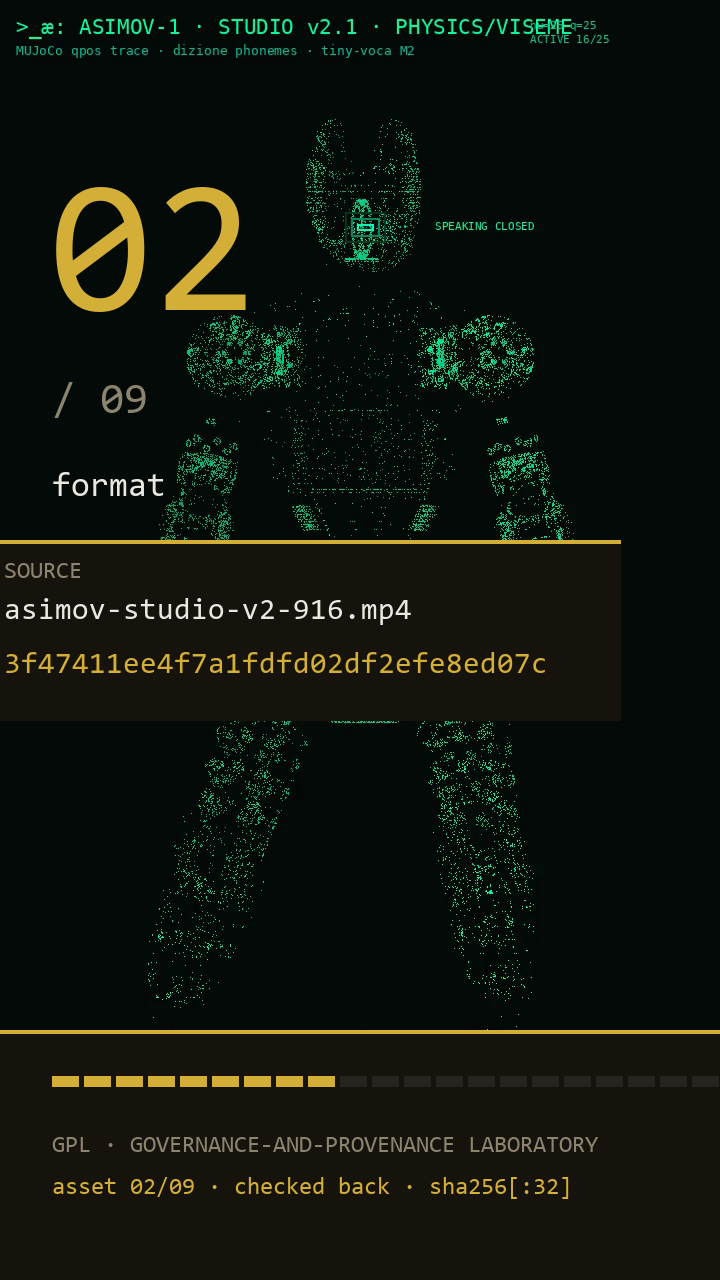 >_æ: ASIMOV-1 · STUDIO v2.1 · PHYSICS/VISEME
q=25
MUJoCo qpos trace · dizione phonemes · tiny-voca M2
ACTIVE 16/25
02
SPEAKING CLOSED
/ 09
format
SOURCE
asimov-studio-v2-916.mp4
3f47411ee4f7a1fdfd02df2efe8ed07c
GPL · GOVERNANCE-AND-PROVENANCE LABORATORY
asset 02/09 · checked back · sha256[:32]